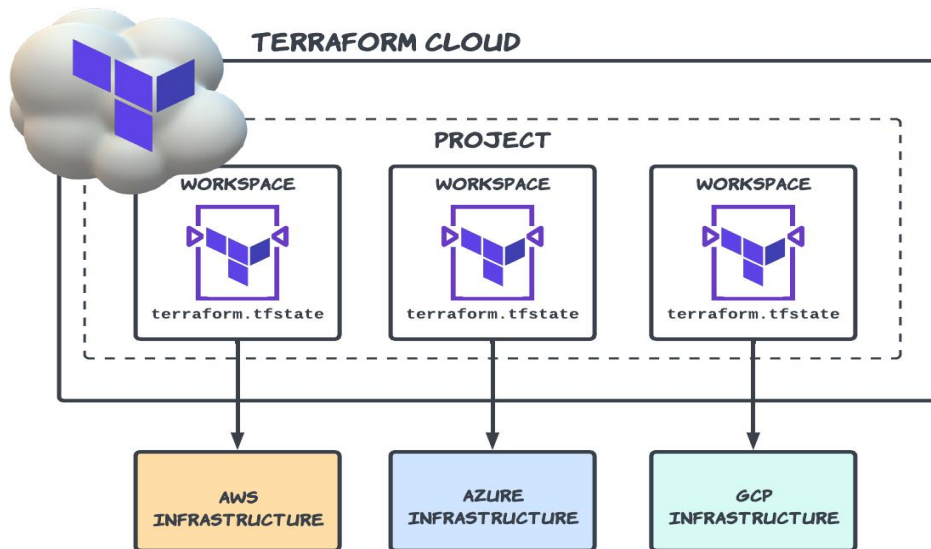 TERRAFORM CLOUD
PROJECT
WORKSPACE
terraform.tfstate
WORKSPACE
terraform.tfstate
WORKSPACE
terraform.tfstate
AWS
INFRASTRUCTURE
AZURE
INFRASTRUCTURE
GCP
INFRASTRUCTURE